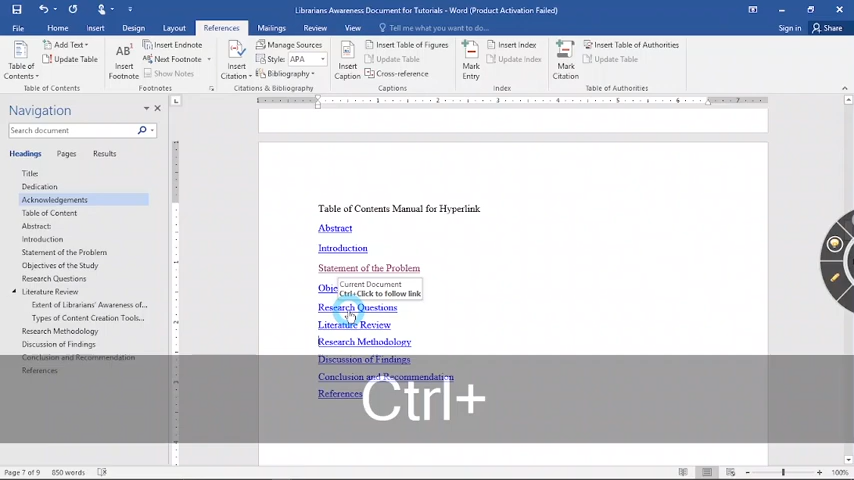 Librarians Awareness Document for Tutorials - Word (Product Activation Failed)
File Home Insert Design Layout References Mailings Review View Tell me what you want to do... Sign in Share
Table of Contents Add Text Update Table Table of Contents
Insert Footnote AB¹ Insert Endnote Next Footnote Show Notes Footnotes
Insert Citation Manage Sources Style: APA Bibliography Citations & Bibliography
Insert Caption Insert Table of Figures Update Table Cross-reference Captions
Mark Entry Insert Index Update Index Index
Mark Citation Insert Table of Authorities Update Table Table of Authorities
Navigation
Search document
Headings Pages Results
Title
Dedication
Acknowledgements
Table of Content
Abstract:
Introduction
Statement of the Problem
Objectives of the Study
Research Questions
Literature Review
Extent of Librarians' Awareness of...
Types of Content Creation Tools...
Research Methodology
Discussion of Findings
Conclusion and Recommendation
References
Table of Contents Manual for Hyperlink
Abstract
Introduction
Statement of the Problem
Current Document
Ctrl+Click to follow link
Research Questions
Literature Review
Research Methodology
Discussion of Findings
Conclusion and Recommendation
References
Ctrl+
Page 7 of 9 850 words 100%